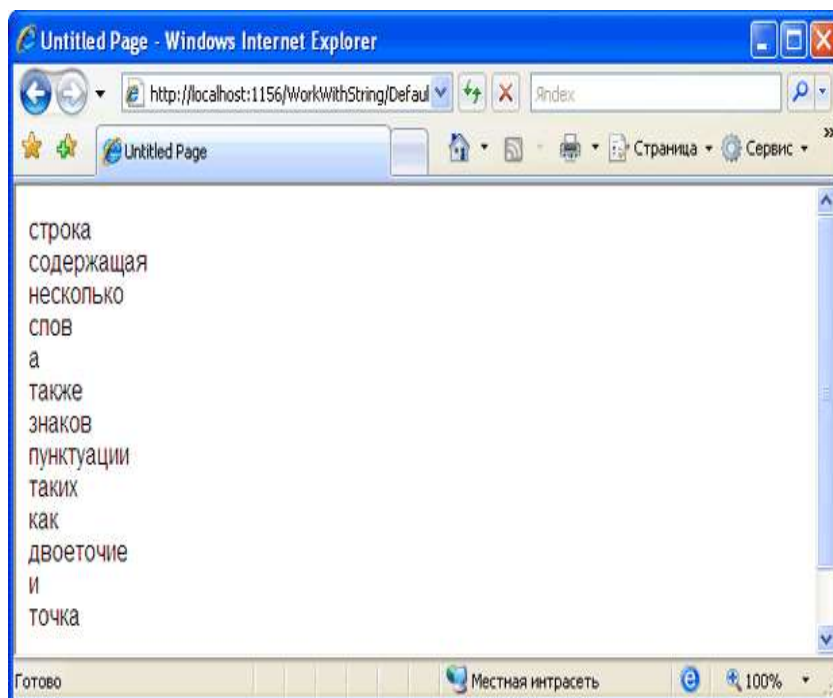 Untitled Page - Windows Internet Explorer
http://localhost:1156/WorkWithString/Defaul
Яndex
Untitled Page
Страница
Сервис
»
строка
содержащая
несколько
слов
а
также
знаков
пунктуации
таких
как
двоеточие
и
точка
Готово
Местная интрасеть
100%